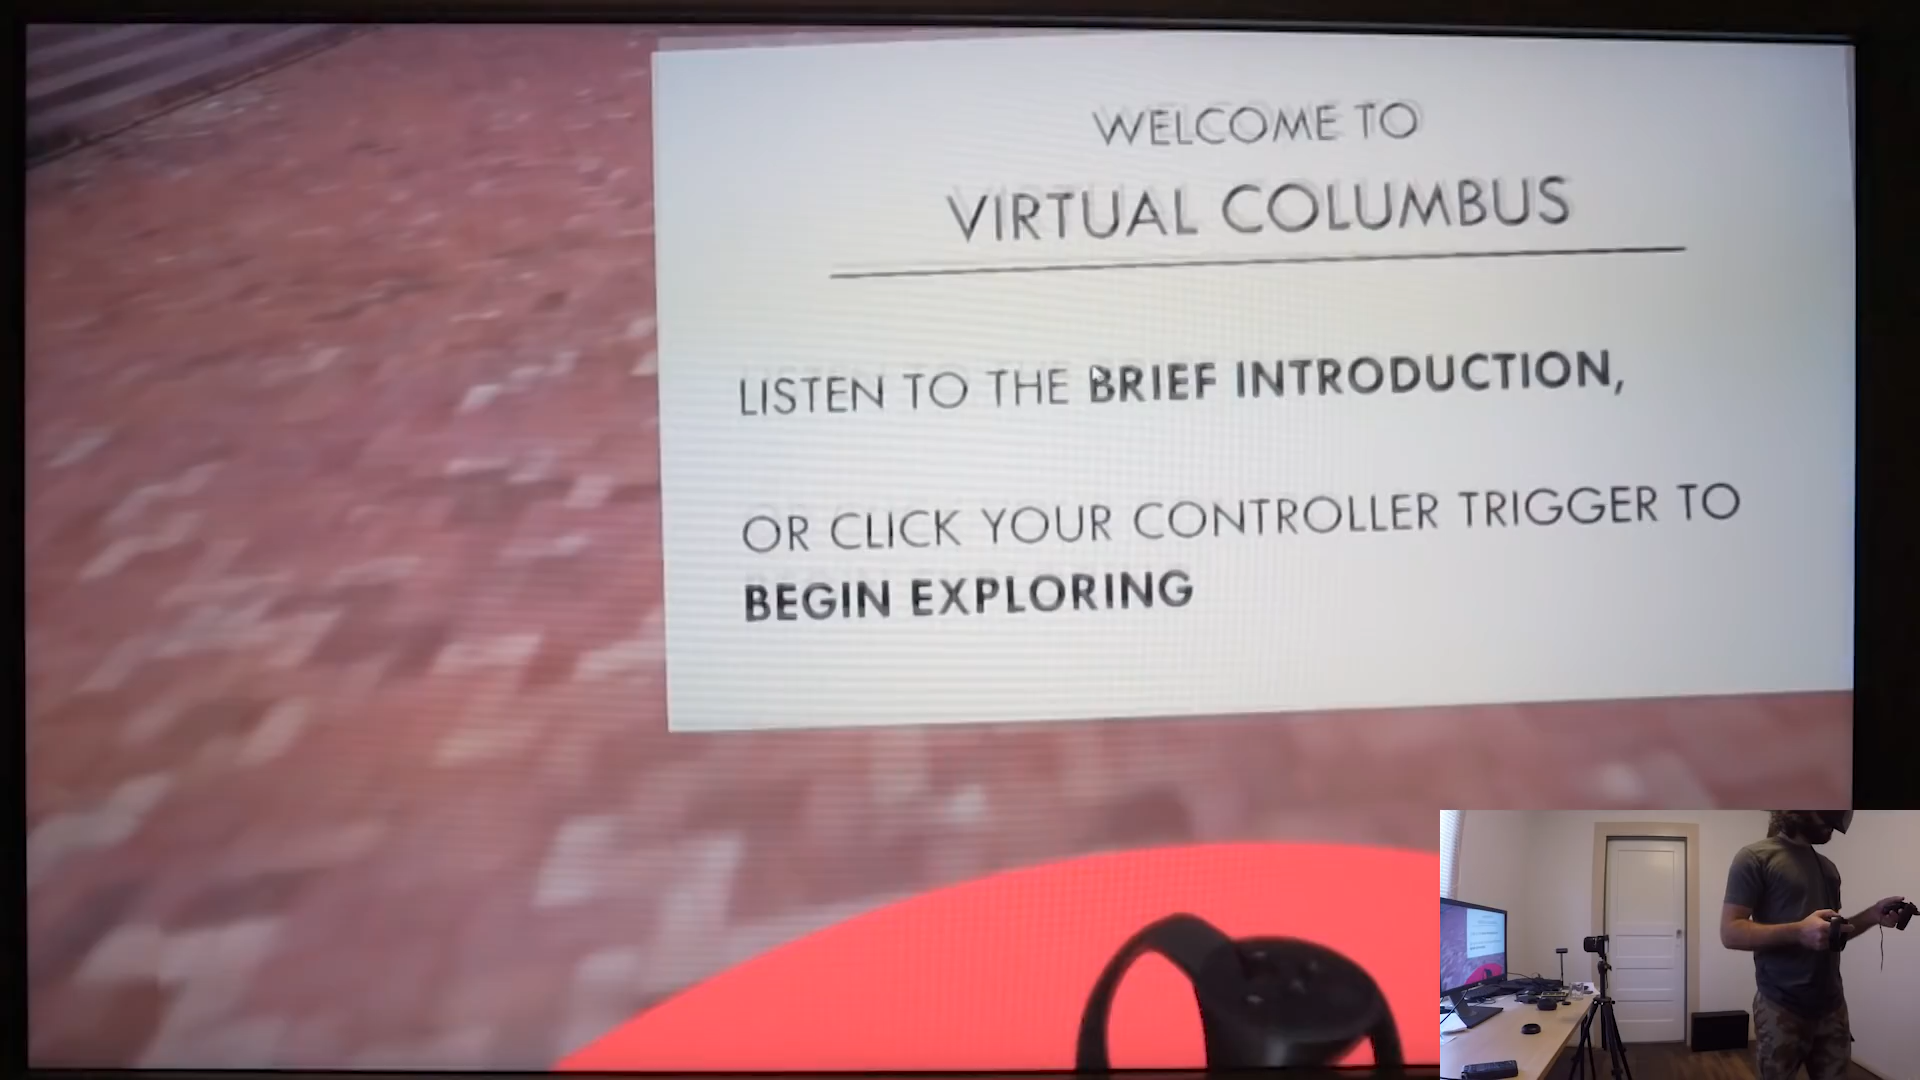 WELCOME TO
VIRTUAL COLUMBUS
LISTEN TO THE BRIEF INTRODUCTION,
OR CLICK YOUR CONTROLLER TRIGGER TO
BEGIN EXPLORING